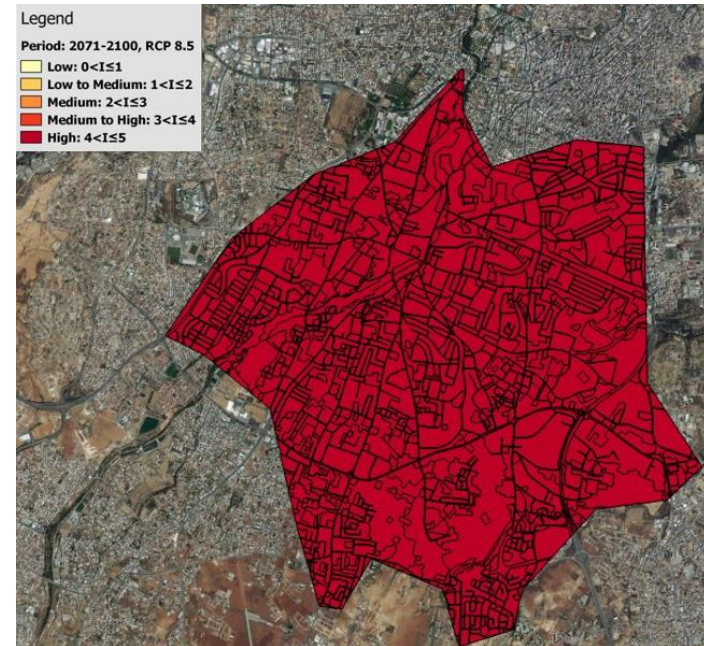 Legend
Period: 2071-2100, RCP 8.5
Low: 0<I≤1
Low to Medium: 1<I≤2
Medium: 2<I≤3
Medium to High: 3<I≤4
High: 4<I≤5